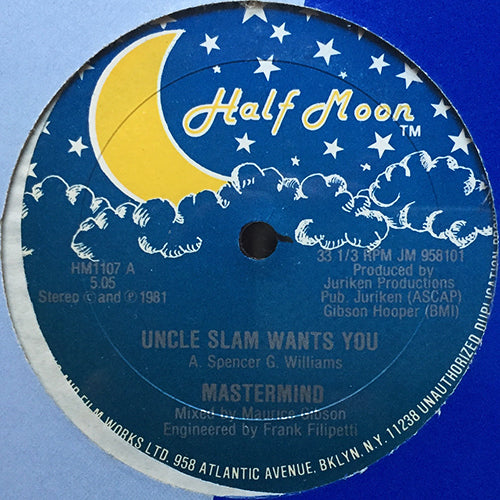 Half Moon
TM
HM1107 A
5.05
Stereo ⓒ and ⓟ 1981
33 1/3 RPM JM 958101
Produced by
Juriken Productions
Pub. Juriken (ASCAP)
Gibson Hooper (BMI)
UNCLE SLAM WANTS YOU
A. Spencer G. Williams
MASTERMIND
Mixed by Maurice Gibson
Engineered by Frank Filipetti
AND FILM WORKS LTD. 958 ATLANTIC AVENUE. BKLYN, N.Y. 11238 UNAUTHORIZED DUPLICATION